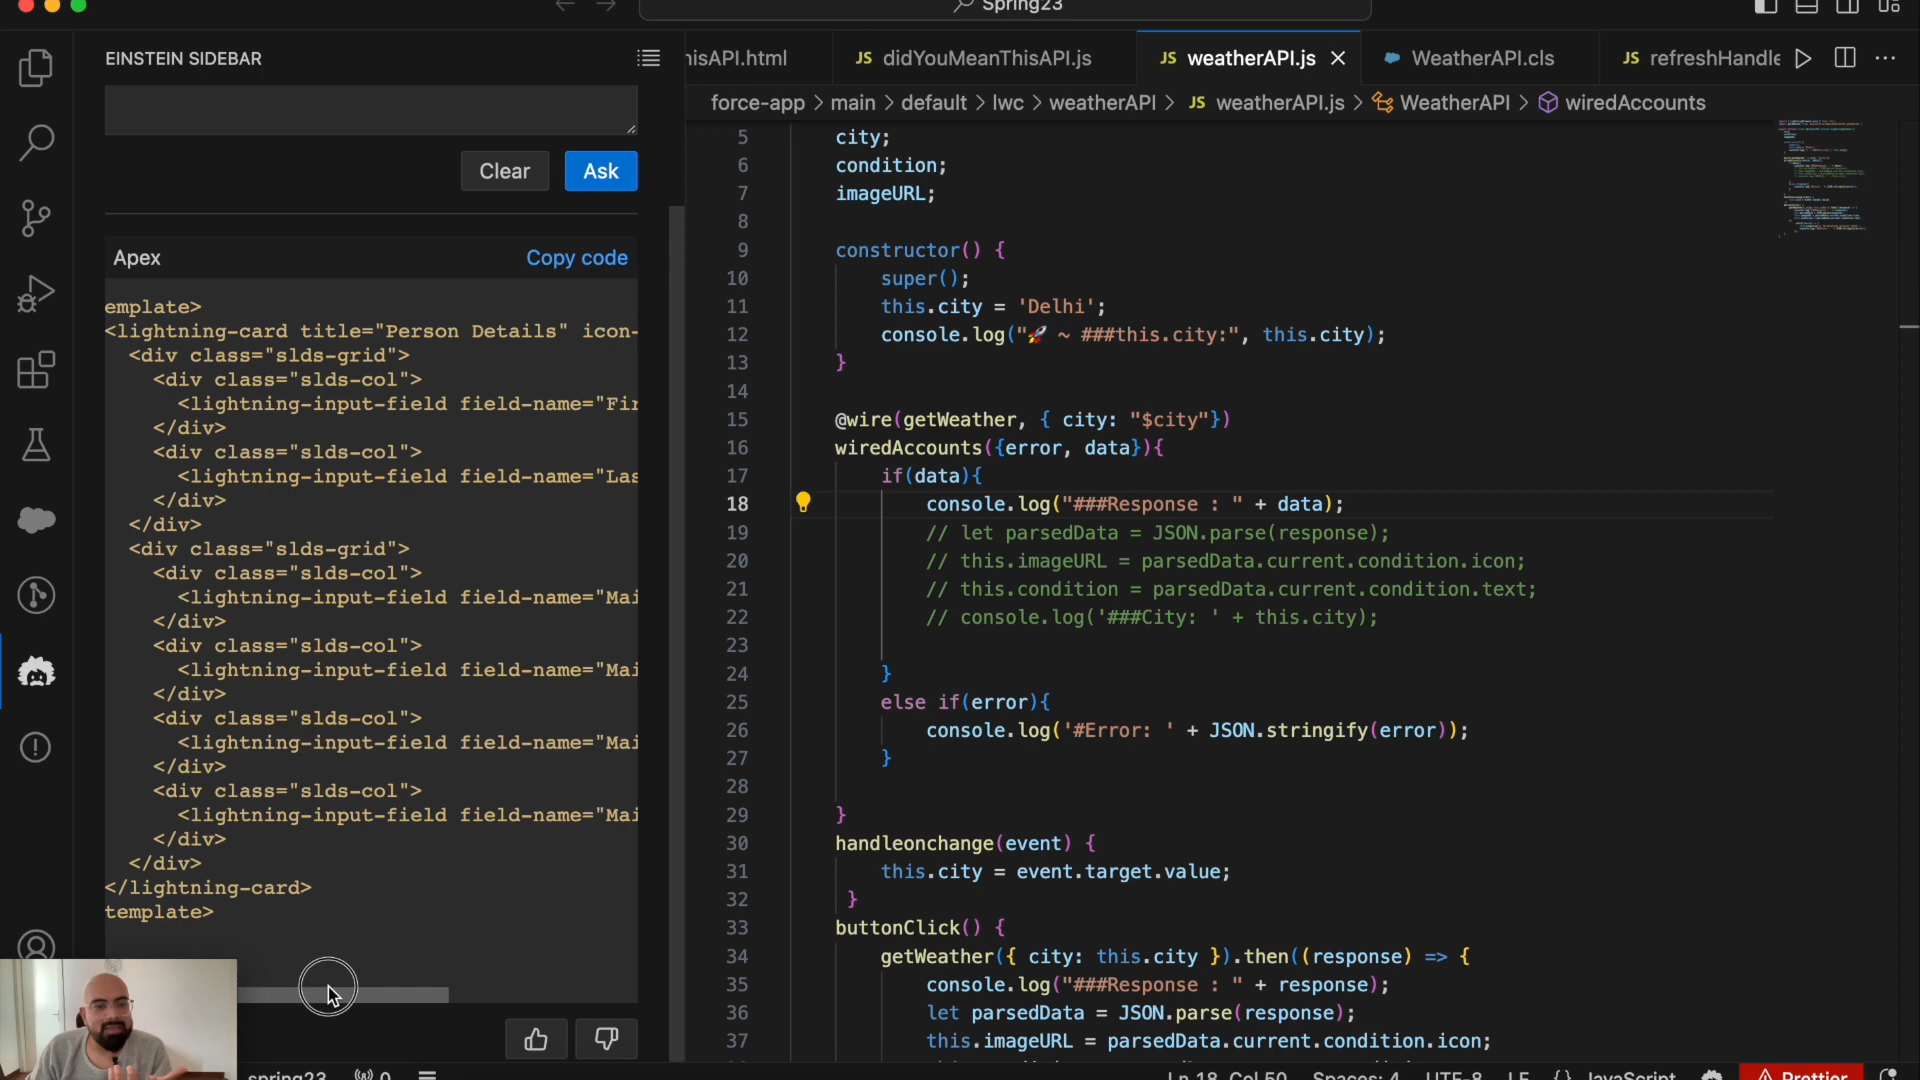 Spring23
EINSTEIN SIDEBAR
Clear
Ask
Apex
Copy code
emplate>
<lightning-card title="Person Details" icon-
<div class="slds-grid">
<div class="slds-col">
<lightning-input-field field-name="Fir
</div>
<div class="slds-col">
<lightning-input-field field-name="Las
</div>
</div>
<div class="slds-grid">
<div class="slds-col">
<lightning-input-field field-name="Mai
</div>
<div class="slds-col">
<lightning-input-field field-name="Mai
</div>
<div class="slds-col">
<lightning-input-field field-name="Mai
</div>
<div class="slds-col">
<lightning-input-field field-name="Mai
</div>
</div>
</lightning-card>
template>
hisAPI.html
JS didYouMeanThisAPI.js
JS weatherAPI.js
WeatherAPI.cls
JS refreshHandle
force-app > main > default > lwc > weatherAPI > JS weatherAPI.js > WeatherAPI > wiredAccounts
5 city;
6 condition;
7 imageURL;
8
9 constructor() {
10 super();
11 this.city = 'Delhi';
12 console.log("🚀 ~ ###this.city:", this.city);
13 }
14
15 @wire(getWeather, { city: "$city"})
16 wiredAccounts({error, data}){
17 if(data){
18 console.log("###Response : " + data);
19 // let parsedData = JSON.parse(response);
20 // this.imageURL = parsedData.current.condition.icon;
21 // this.condition = parsedData.current.condition.text;
22 // console.log('###City: ' + this.city);
23
24 }
25 else if(error){
26 console.log('#Error: ' + JSON.stringify(error));
27 }
28
29 }
30 handleonchange(event) {
31 this.city = event.target.value;
32 }
33 buttonClick() {
34 getWeather({ city: this.city }).then((response) => {
35 console.log("###Response : " + response);
36 let parsedData = JSON.parse(response);
37 this.imageURL = parsedData.current.condition.icon;
spring23
0
Ln 18, Col 50
Spaces: 4
UTF-8
LF
{} JavaScript
Prettier